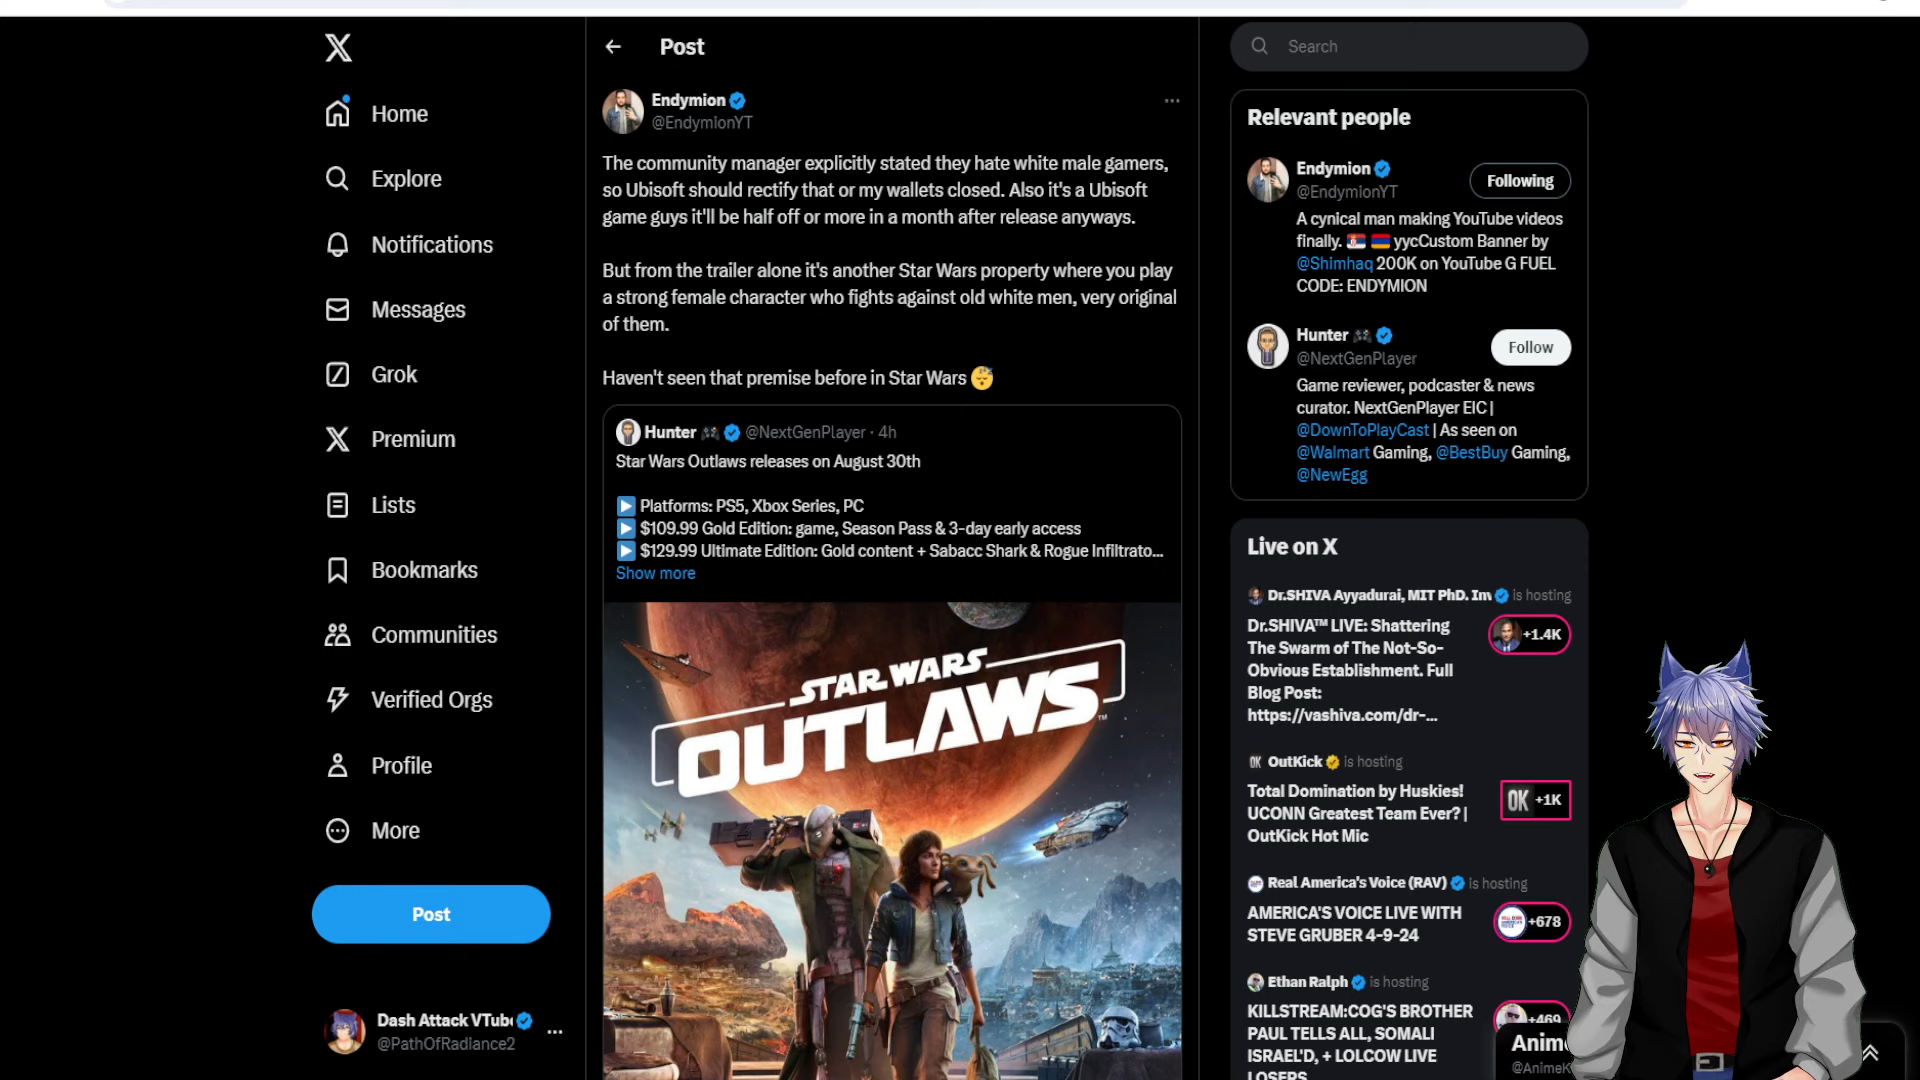 Home
Explore
Notifications
Messages
Grok
Premium
Lists
Bookmarks
Communities
Verified Orgs
Profile
More
Post
Dash Attack VTub
@PathOfRadiance2
Post
Endymion
@EndymionYT
The community manager explicitly stated they hate white male gamers,
so Ubisoft should rectify that or my wallets closed. Also it's a Ubisoft
game guys it'll be half off or more in a month after release anyways.
But from the trailer alone it's another Star Wars property where you play
a strong female character who fights against old white men, very original
of them.
Haven't seen that premise before in Star Wars 😴
Hunter 🎮 @NextGenPlayer · 4h
Star Wars Outlaws releases on August 30th
▶️ Platforms: PS5, Xbox Series, PC
▶️ $109.99 Gold Edition: game, Season Pass & 3-day early access
▶️ $129.99 Ultimate Edition: Gold content + Sabacc Shark & Rogue Infiltrato...
Show more
STAR WARS
OUTLAWS™
Search
Relevant people
Endymion
@EndymionYT
Following
A cynical man making YouTube videos
finally. 🇷🇸 🇦🇲 yycCustom Banner by
@Shimhaq 200K on YouTube G FUEL
CODE: ENDYMION
Hunter 🎮
@NextGenPlayer
Follow
Game reviewer, podcaster & news
curator. NextGenPlayer EIC |
@DownToPlayCast | As seen on
@Walmart Gaming, @BestBuy Gaming,
@NewEgg
Live on X
Dr.SHIVA Ayyadurai, MIT PhD. Inv is hosting
Dr.SHIVA™ LIVE: Shattering
The Swarm of The Not-So-
Obvious Establishment. Full
Blog Post:
https://vashiva.com/dr-...
+1.4K
OutKick is hosting
Total Domination by Huskies!
UCONN Greatest Team Ever? |
OutKick Hot Mic
OK +1K
Real America's Voice (RAV) is hosting
AMERICA'S VOICE LIVE WITH
STEVE GRUBER 4-9-24
+678
Ethan Ralph is hosting
KILLSTREAM:COG'S BROTHER
PAUL TELLS ALL, SOMALI
ISRAEL'D, + LOLCOW LIVE
LOSERS
+469
Anim
@AnimeK